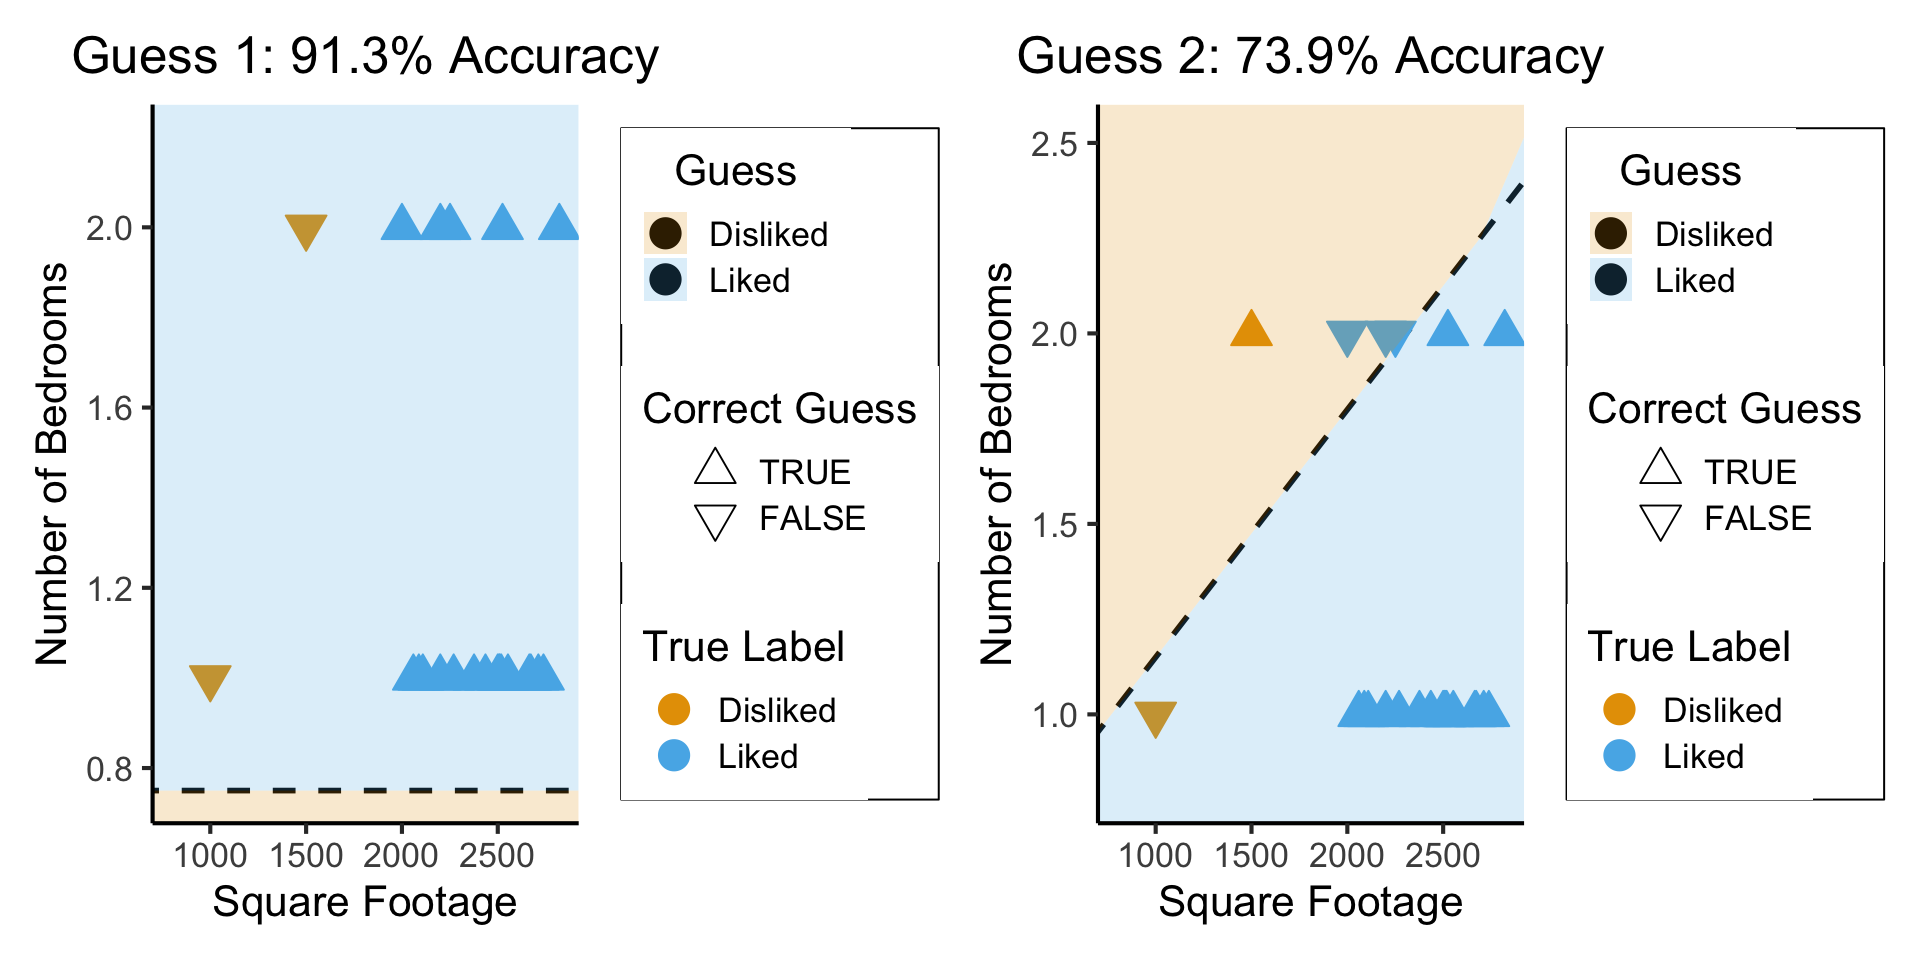 Guess 1: 91.3% Accuracy
Number of Bedrooms
2.0
1.6
1.2
0.8
1000 1500 2000 2500
Square Footage
Guess
Disliked
Liked
Correct Guess
TRUE
FALSE
True Label
Disliked
Liked
Guess 2: 73.9% Accuracy
Number of Bedrooms
2.5
2.0
1.5
1.0
1000 1500 2000 2500
Square Footage
Guess
Disliked
Liked
Correct Guess
TRUE
FALSE
True Label
Disliked
Liked